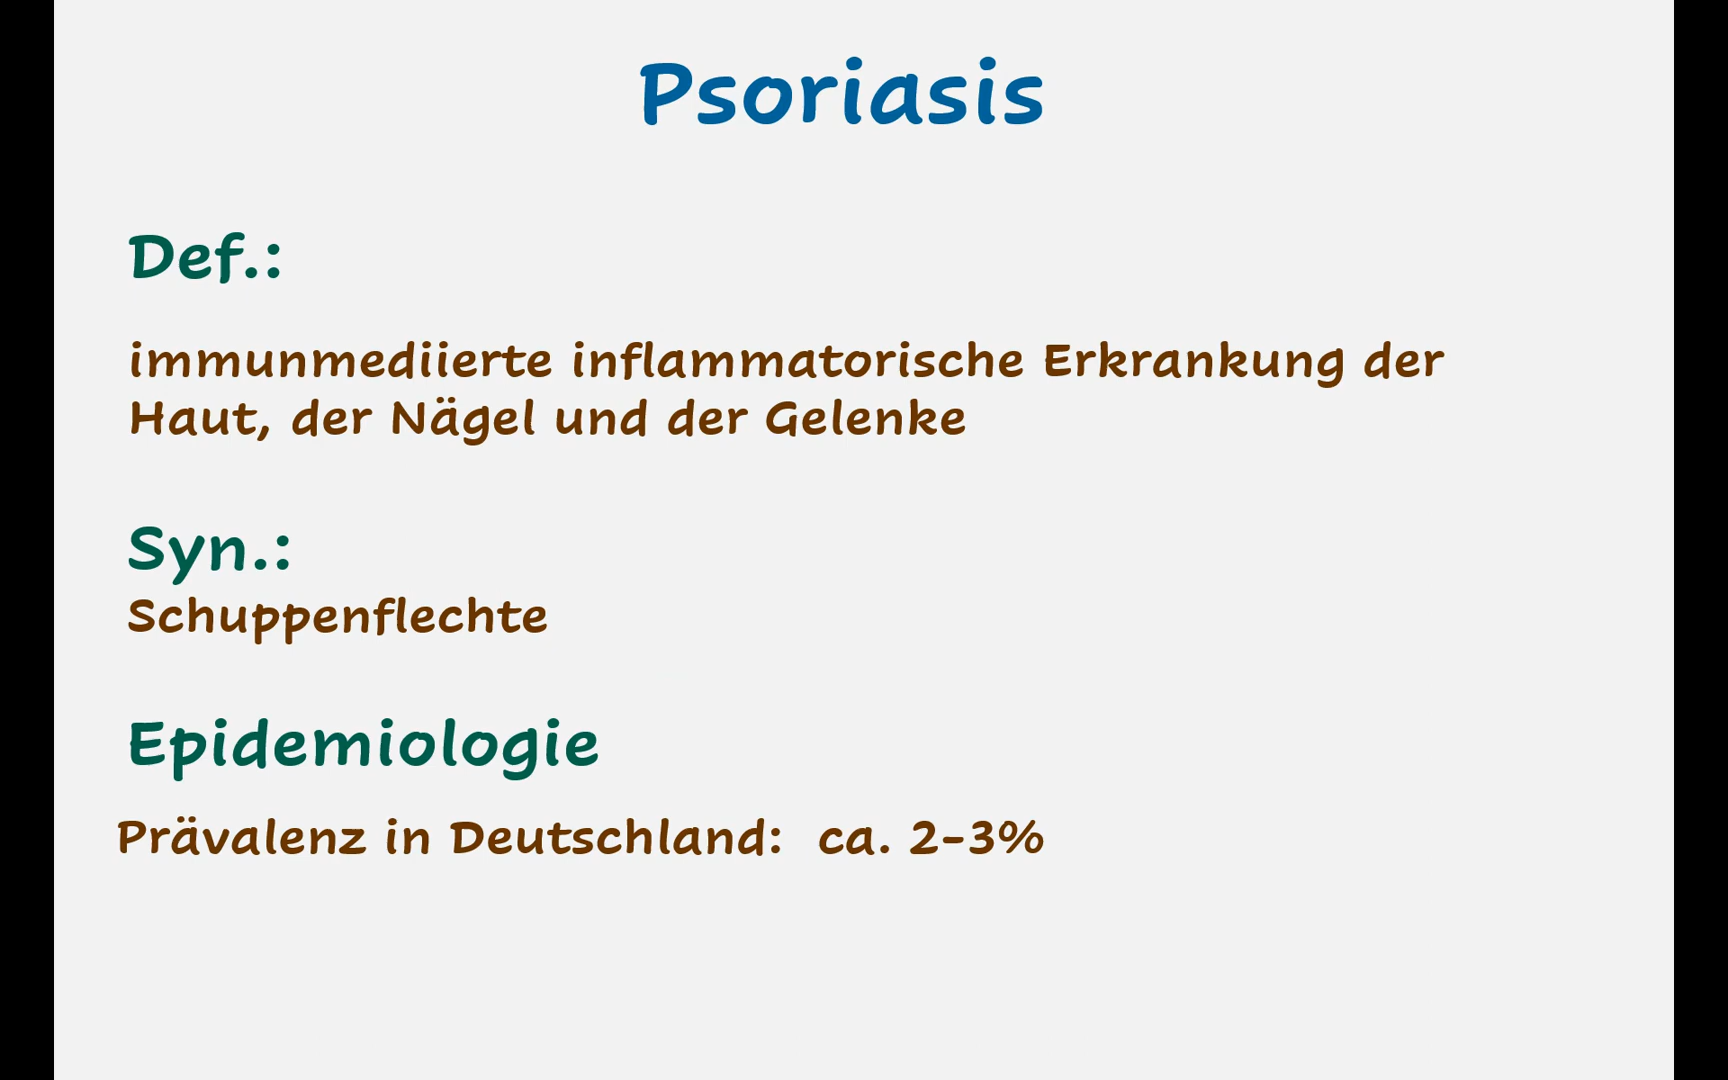 Psoriasis
Def.:
immunmediierte inflammatorische Erkrankung der
Haut, der Nägel und der Gelenke
Syn.:
Schuppenflechte
Epidemiologie
Prävalenz in Deutschland: ca. 2-3%